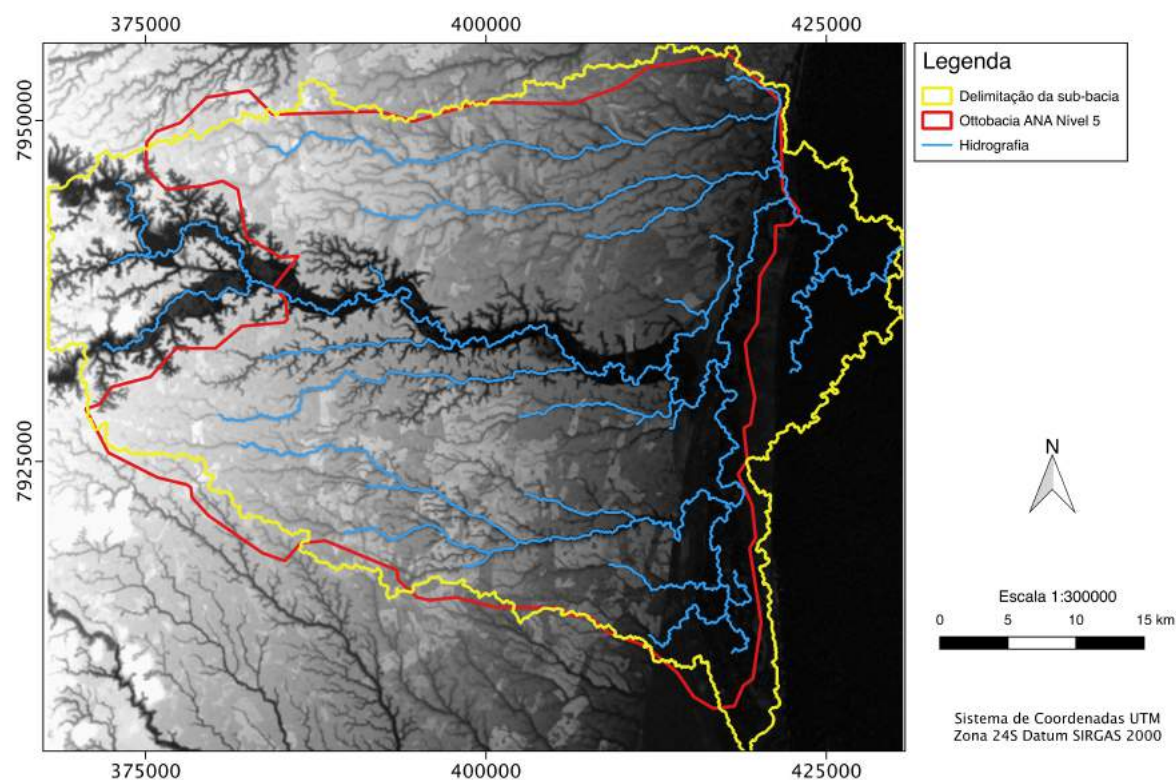 375000
400000
425000
7950000
7925000
375000
400000
425000
Legenda
Delimitação da sub-bacia
Ottobacia ANA Nivel 5
Hidrografia
N
Escala 1:300000
0 5 10 15 km
Sistema de Coordenadas UTM
Zona 24S Datum SIRGAS 2000